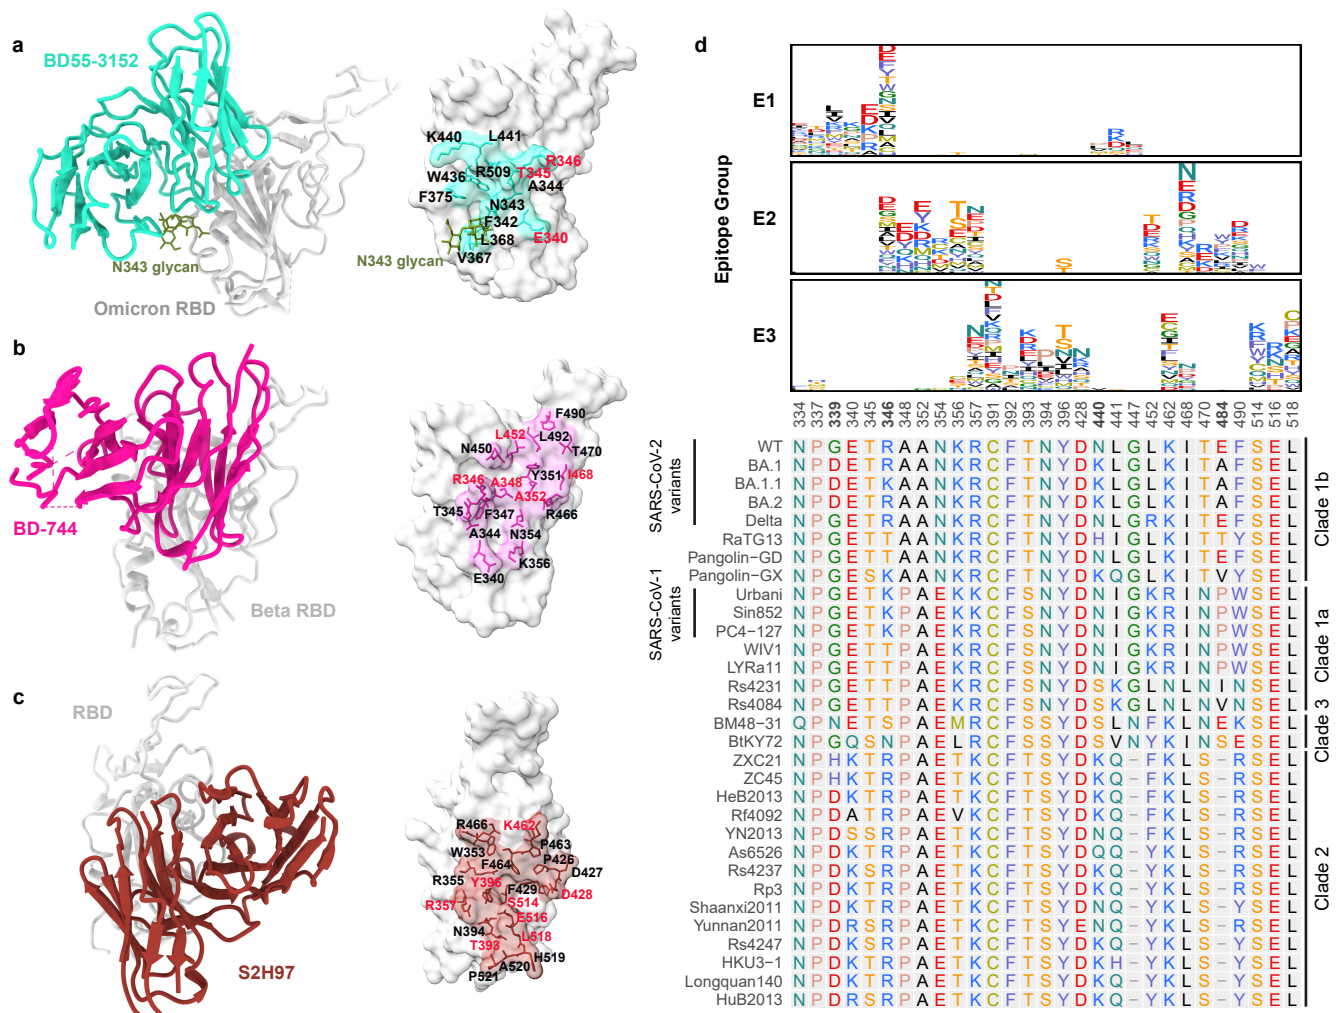 a
BD55-3152
N343 glycan
Omicron RBD
K440
L441
R346
R509
T345
W436
A344
F375
N343
F342
E340
L368
N343 glycan
V367
b
BD-744
Beta RBD
F490
L452
L492
N450
T470
Y351
I468
R346
A348
A352
T345
F347
R466
A344
N354
K356
E340
c
RBD
S2H97
R466
K462
P463
W353
P426
F464
D427
R355
Y396
F429
D428
R357
S514
E516
N394
L518
T393
H519
A520
P521
d
Epitope Group
E1
E2
E3
334 337 339 340 345 346 348 352 354 356 357 391 392 393 394 396 428 440 441 447 452 462 468 470 484 490 514 516 518
SARS-CoV-2 variants
SARS-CoV-1 variants
WT N P G E T R A A N K R C F T N Y D N L G L K I T E F S E L
BA.1 N P D E T R A A N K R C F T N Y D K L G L K I T A F S E L
BA.1.1 N P D E T K A A N K R C F T N Y D K L G L K I T A F S E L
BA.2 N P D E T R A A N K R C F T N Y D K L G L K I T A F S E L
Delta N P G E T R A A N K R C F T N Y D N L G R K I T E F S E L
RaTG13 N P G E T T A A N K R C F T N Y D H I G L K I T T Y S E L
Pangolin-GD N P G E T T A A N K R C F T N Y D N L G L K I T E F S E L
Pangolin-GX N P G E S K A A N K R C F T N Y D K Q G L K I T V Y S E L
Urbani N P G E T K P A E K K C F S N Y D N I G K R I N P W S E L
Sin852 N P G E T K P A E K R C F S N Y D N I G K R I N P W S E L
PC4-127 N P G E T K P A E K R C F S N Y D N I G K R I N P W S E L
WIV1 N P G E T T P A E K R C F S N Y D N I G K R I N P W S E L
LYRa11 N P G E T T P A E K R C F S N Y D N I G K R I N P W S E L
Rs4231 N P G E T T P A E K R C F S N Y D S K G L N L N I N S E L
Rs4084 N P G E T T P A E K R C F S N Y D S K G L N L N V N S E L
BM48-31 Q P N E T S P A E M R C F S S Y D S L N F K L N E K S E L
BtKY72 N P G Q S N P A E L R C F S S Y D S V N Y K I N S E S E L
ZXC21 N P H K T R P A E T K C F T S Y D K Q - F K L S - R S E L
ZC45 N P H K T R P A E T K C F T S Y D K Q - F K L S - R S E L
HeB2013 N P D K T R P A E T K C F T S Y D K Q - F K L S - R S E L
Rf4092 N P D A T R A E V K C F T S Y D K Q - F K L S - R S E L
YN2013 N P D S S R P A E T K C F T S Y D N Q - F K L S - R S E L
As6526 N P D K T R P A E T K C F T S Y D Q Q - Y K L S - R S E L
Rs4237 N P D K S R P A E T K C F T S Y D K Q - Y K L S - R S E L
Rp3 N P D K T R P A E T K C F T S Y D K Q - Y K L S - Y S E L
Shaanxi2011 N P D K T R P A E T K C F T S Y D N Q - Y K L S - Y S E L
Yunnan2011 N P D R S R P A E T K C F T S Y E N Q - Y K L S - R S E L
Rs4247 N P D K S R P A E T K C F T S Y D K Q - Y K L S - Y S E L
HKU3-1 N P D K T R P A E T K C F T S Y D K H - Y K L S - Y S E L
Longquan140 N P D K T R P A E T K C F T S Y D K Q - Y K L S - Y S E L
HuB2013 N P D R S R P A E T K C F T S Y D K Q - Y K L S - Y S E L
Clade 1b
Clade 1a
Clade 3
Clade 2